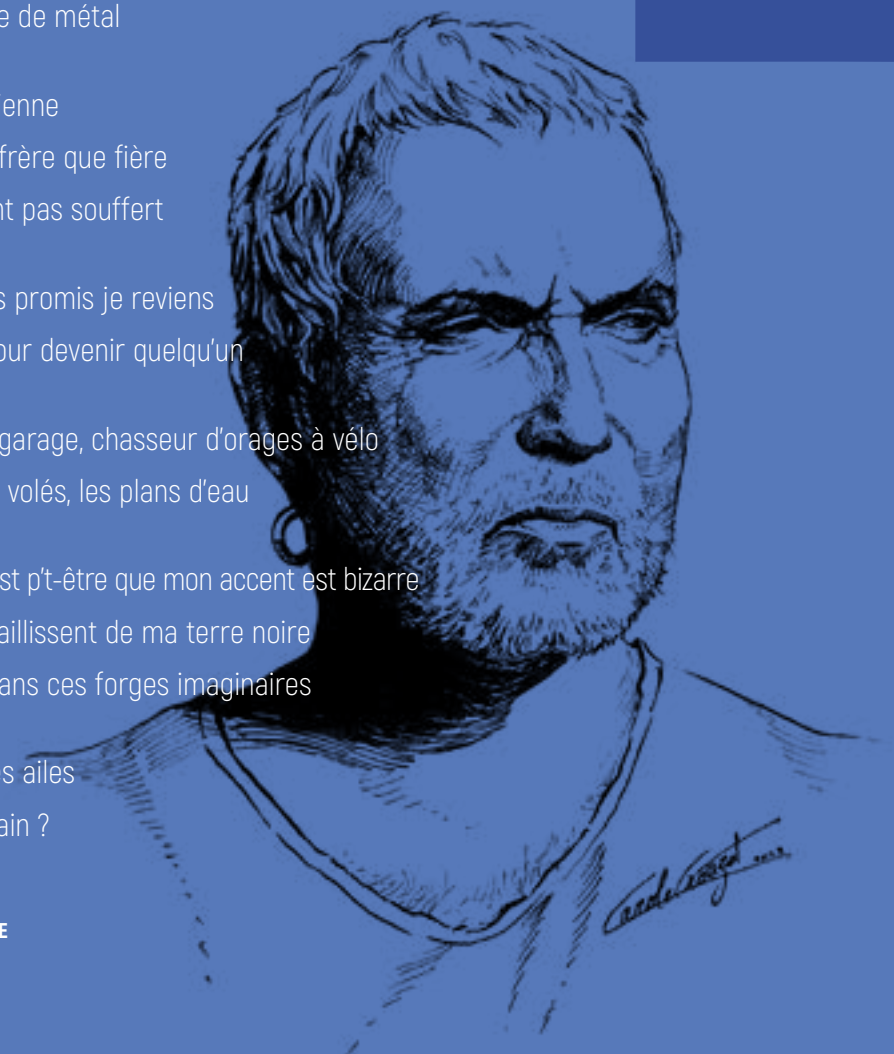 e de métal
ienne
frère que fière
nt pas souffert
s promis je reviens
our devenir quelqu'un
garage, chasseur d'orages à vélo
volés, les plans d'eau
st p't-être que mon accent est bizarre
aillissent de ma terre noire
ans ces forges imaginaires
s ailes
ain ?
E